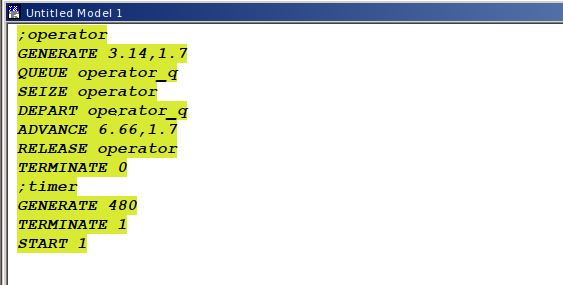 Untitled Model 1
;operator
GENERATE 3.14,1.7
QUEUE operator_q
SEIZE operator
DEPART operator_q
ADVANCE 6.66,1.7
RELEASE operator
TERMINATE 0
;timer
GENERATE 480
TERMINATE 1
START 1